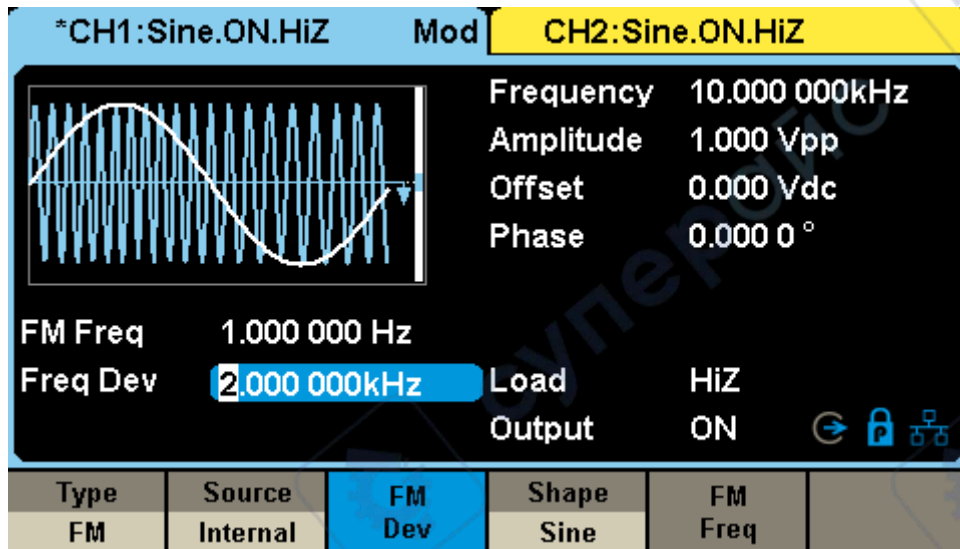 *CH1:Sine.ON.HiZ Mod CH2:Sine.ON.HiZ
Frequency 10.000 000kHz
Amplitude 1.000 Vpp
Offset 0.000 Vdc
Phase 0.000 0 °
FM Freq 1.000 000 Hz
Freq Dev 2.000 000kHz Load HiZ
Output ON
P
Type Source FM Dev Shape FM Freq
FM Internal Sine
суперайс